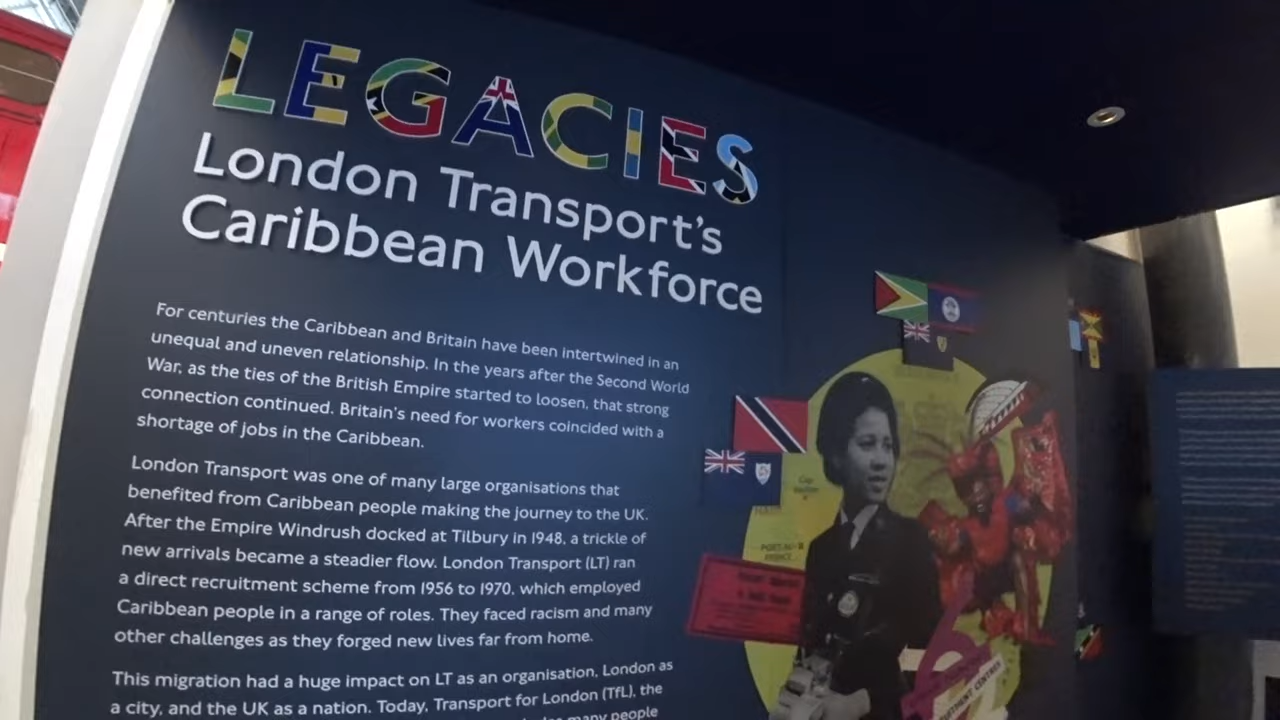 LEGACIES
London Transport's
Caribbean Workforce
For centuries the Caribbean and Britain have been intertwined in an
unequal and uneven relationship. In the years after the Second World
War, as the ties of the British Empire started to loosen, that strong
connection continued. Britain's need for workers coincided with a
shortage of jobs in the Caribbean.
London Transport was one of many large organisations that
benefited from Caribbean people making the journey to the UK.
After the Empire Windrush docked at Tilbury in 1948, a trickle of
new arrivals became a steadier flow. London Transport (LT) ran
a direct recruitment scheme from 1956 to 1970, which employed
Caribbean people in a range of roles. They faced racism and many
other challenges as they forged new lives far from home.
This migration had a huge impact on LT as an organisation, London as
a city, and the UK as a nation. Today, Transport for London (TfL), the
many people